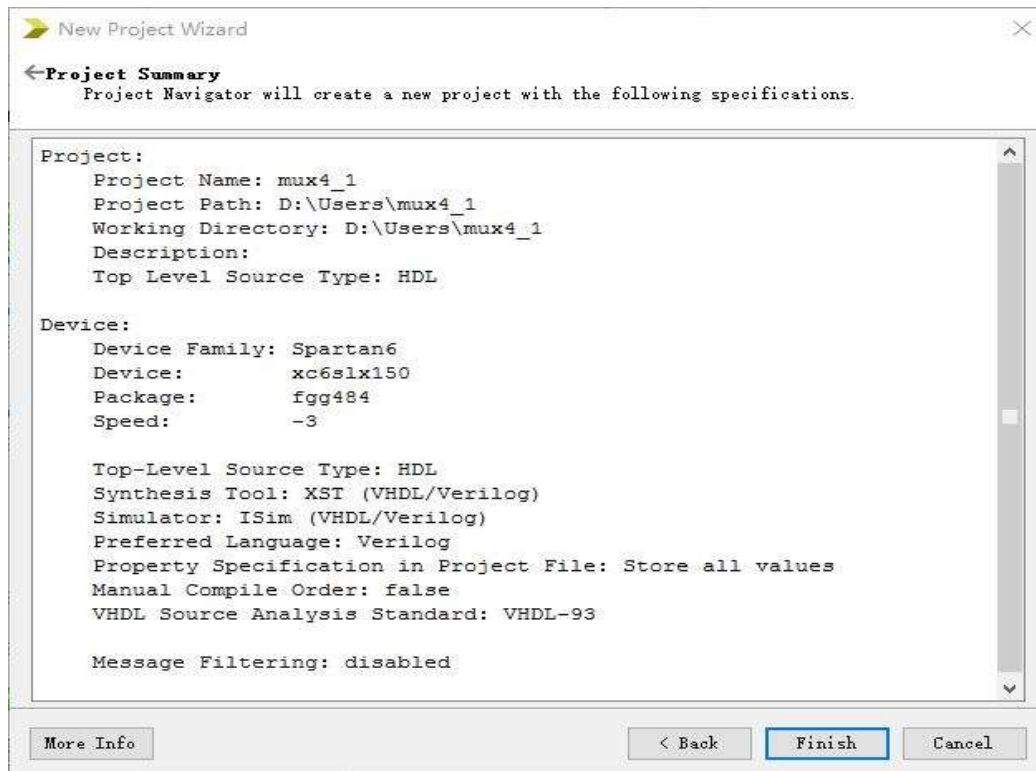 New Project Wizard
←Project Summary
Project Navigator will create a new project with the following specifications.
Project:
Project Name: mux4_1
Project Path: D:\Users\mux4_1
Working Directory: D:\Users\mux4_1
Description:
Top Level Source Type: HDL
Device:
Device Family: Spartan6
Device: xc6slx150
Package: fgg484
Speed: -3
Top-Level Source Type: HDL
Synthesis Tool: XST (VHDL/Verilog)
Simulator: ISim (VHDL/Verilog)
Preferred Language: Verilog
Property Specification in Project File: Store all values
Manual Compile Order: false
VHDL Source Analysis Standard: VHDL-93
Message Filtering: disabled
More Info < Back Finish Cancel